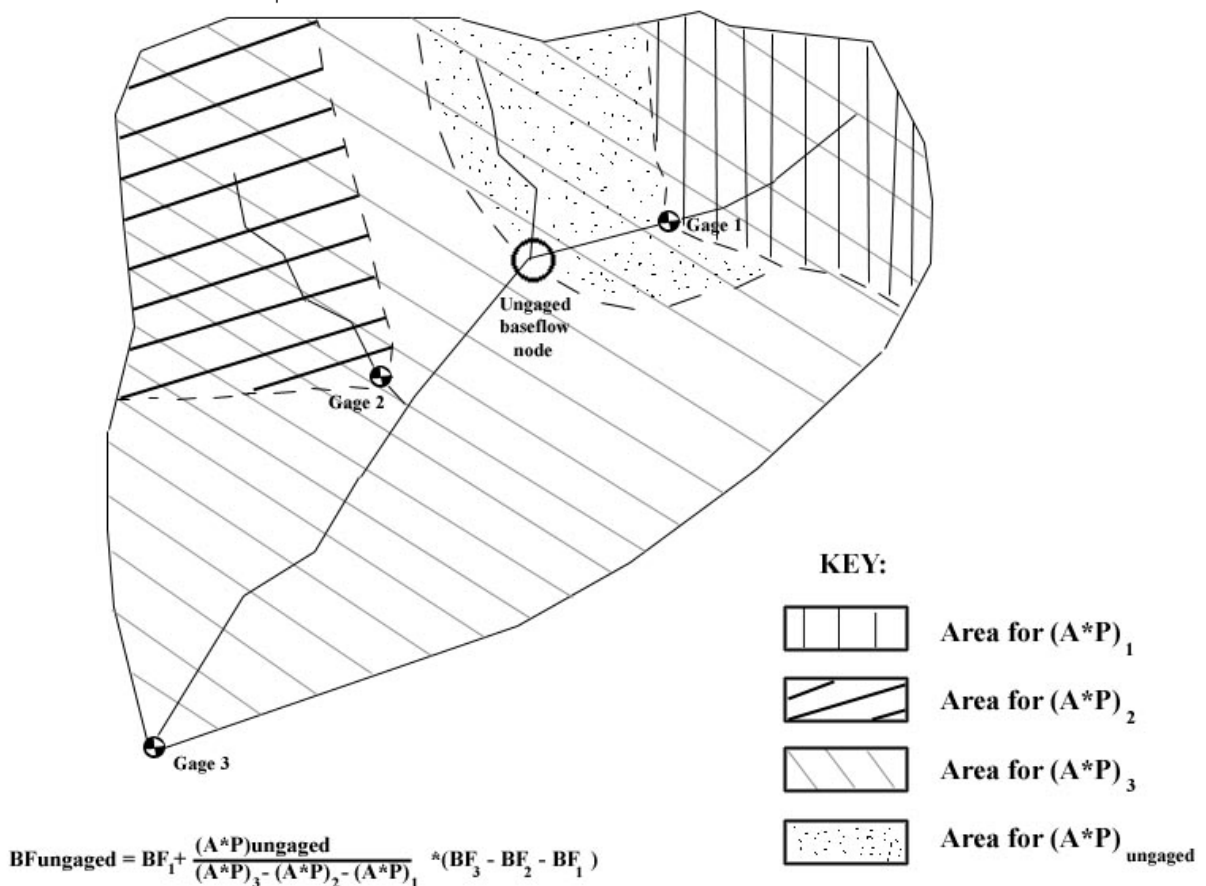 Gage 1
Ungaged
baseflow
node
Gage 2
Gage 3
KEY:
Area for (A*P) 1
Area for (A*P) 2
Area for (A*P) 3
Area for (A*P) ungaged
BFungaged = BF1 + (A*P)ungaged / (A*P)3 - (A*P)2 - (A*P)1 *(BF3 - BF2 - BF1 )